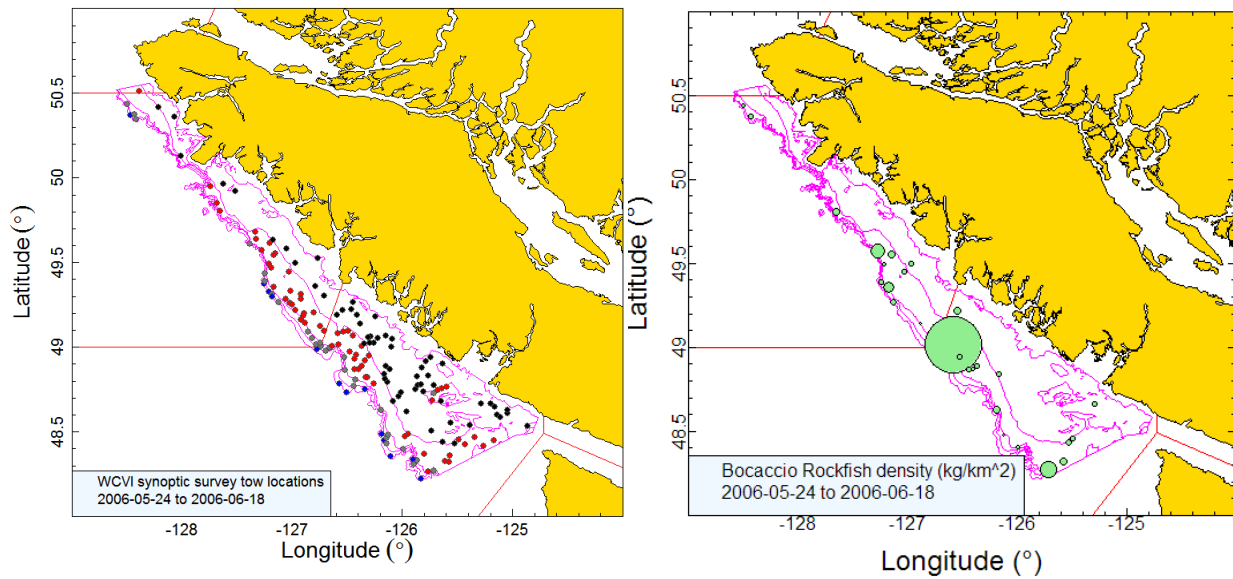 50.5
50
49.5
49
48.5
Latitude (°)
WCVI synoptic survey tow locations
2006-05-24 to 2006-06-18
-128
-127
-126
-125
Longitude (°)
50.5
50
49.5
49
48.5
Latitude (°)
Bocaccio Rockfish density (kg/km^2)
2006-05-24 to 2006-06-18
-128
-127
-126
-125
Longitude (°)